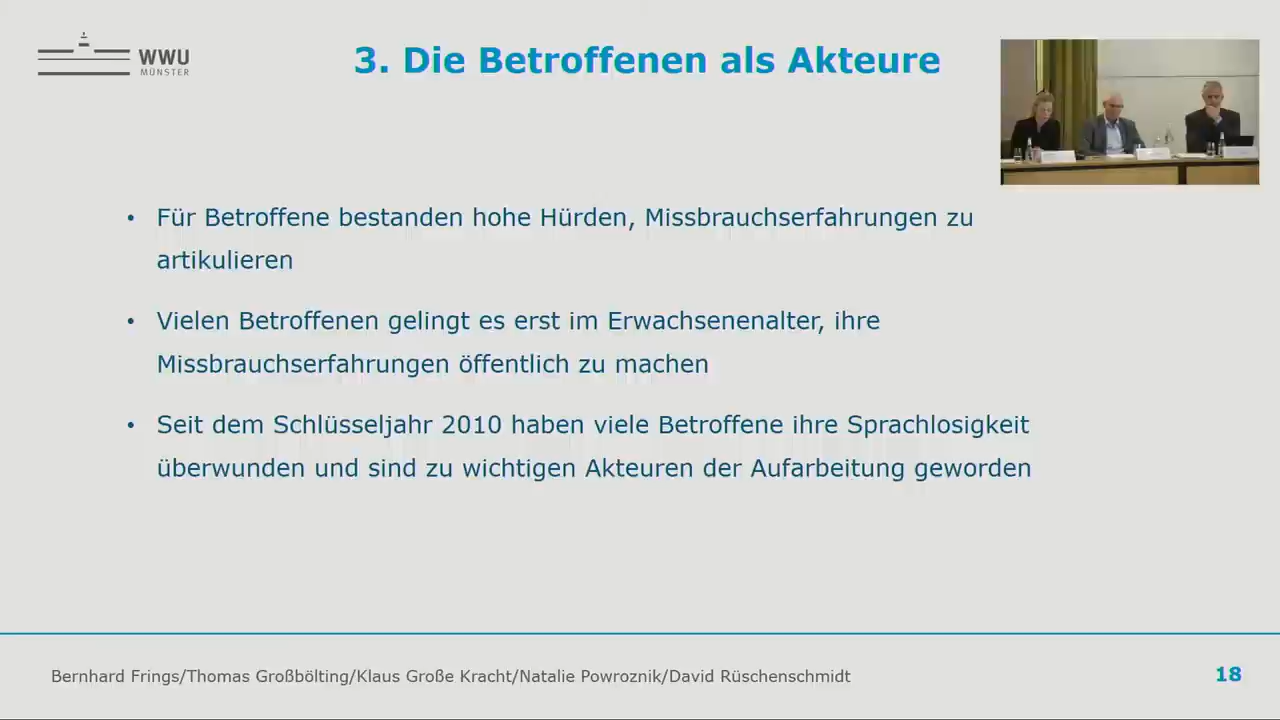 WWU
MÜNSTER
3. Die Betroffenen als Akteure
• Für Betroffene bestanden hohe Hürden, Missbrauchserfahrungen zu
artikulieren
• Vielen Betroffenen gelingt es erst im Erwachsenenalter, ihre
Missbrauchserfahrungen öffentlich zu machen
• Seit dem Schlüsseljahr 2010 haben viele Betroffene ihre Sprachlosigkeit
überwunden und sind zu wichtigen Akteuren der Aufarbeitung geworden
Bernhard Frings/Thomas Großbölting/Klaus Große Kracht/Natalie Powroznik/David Rüschenschmidt
18